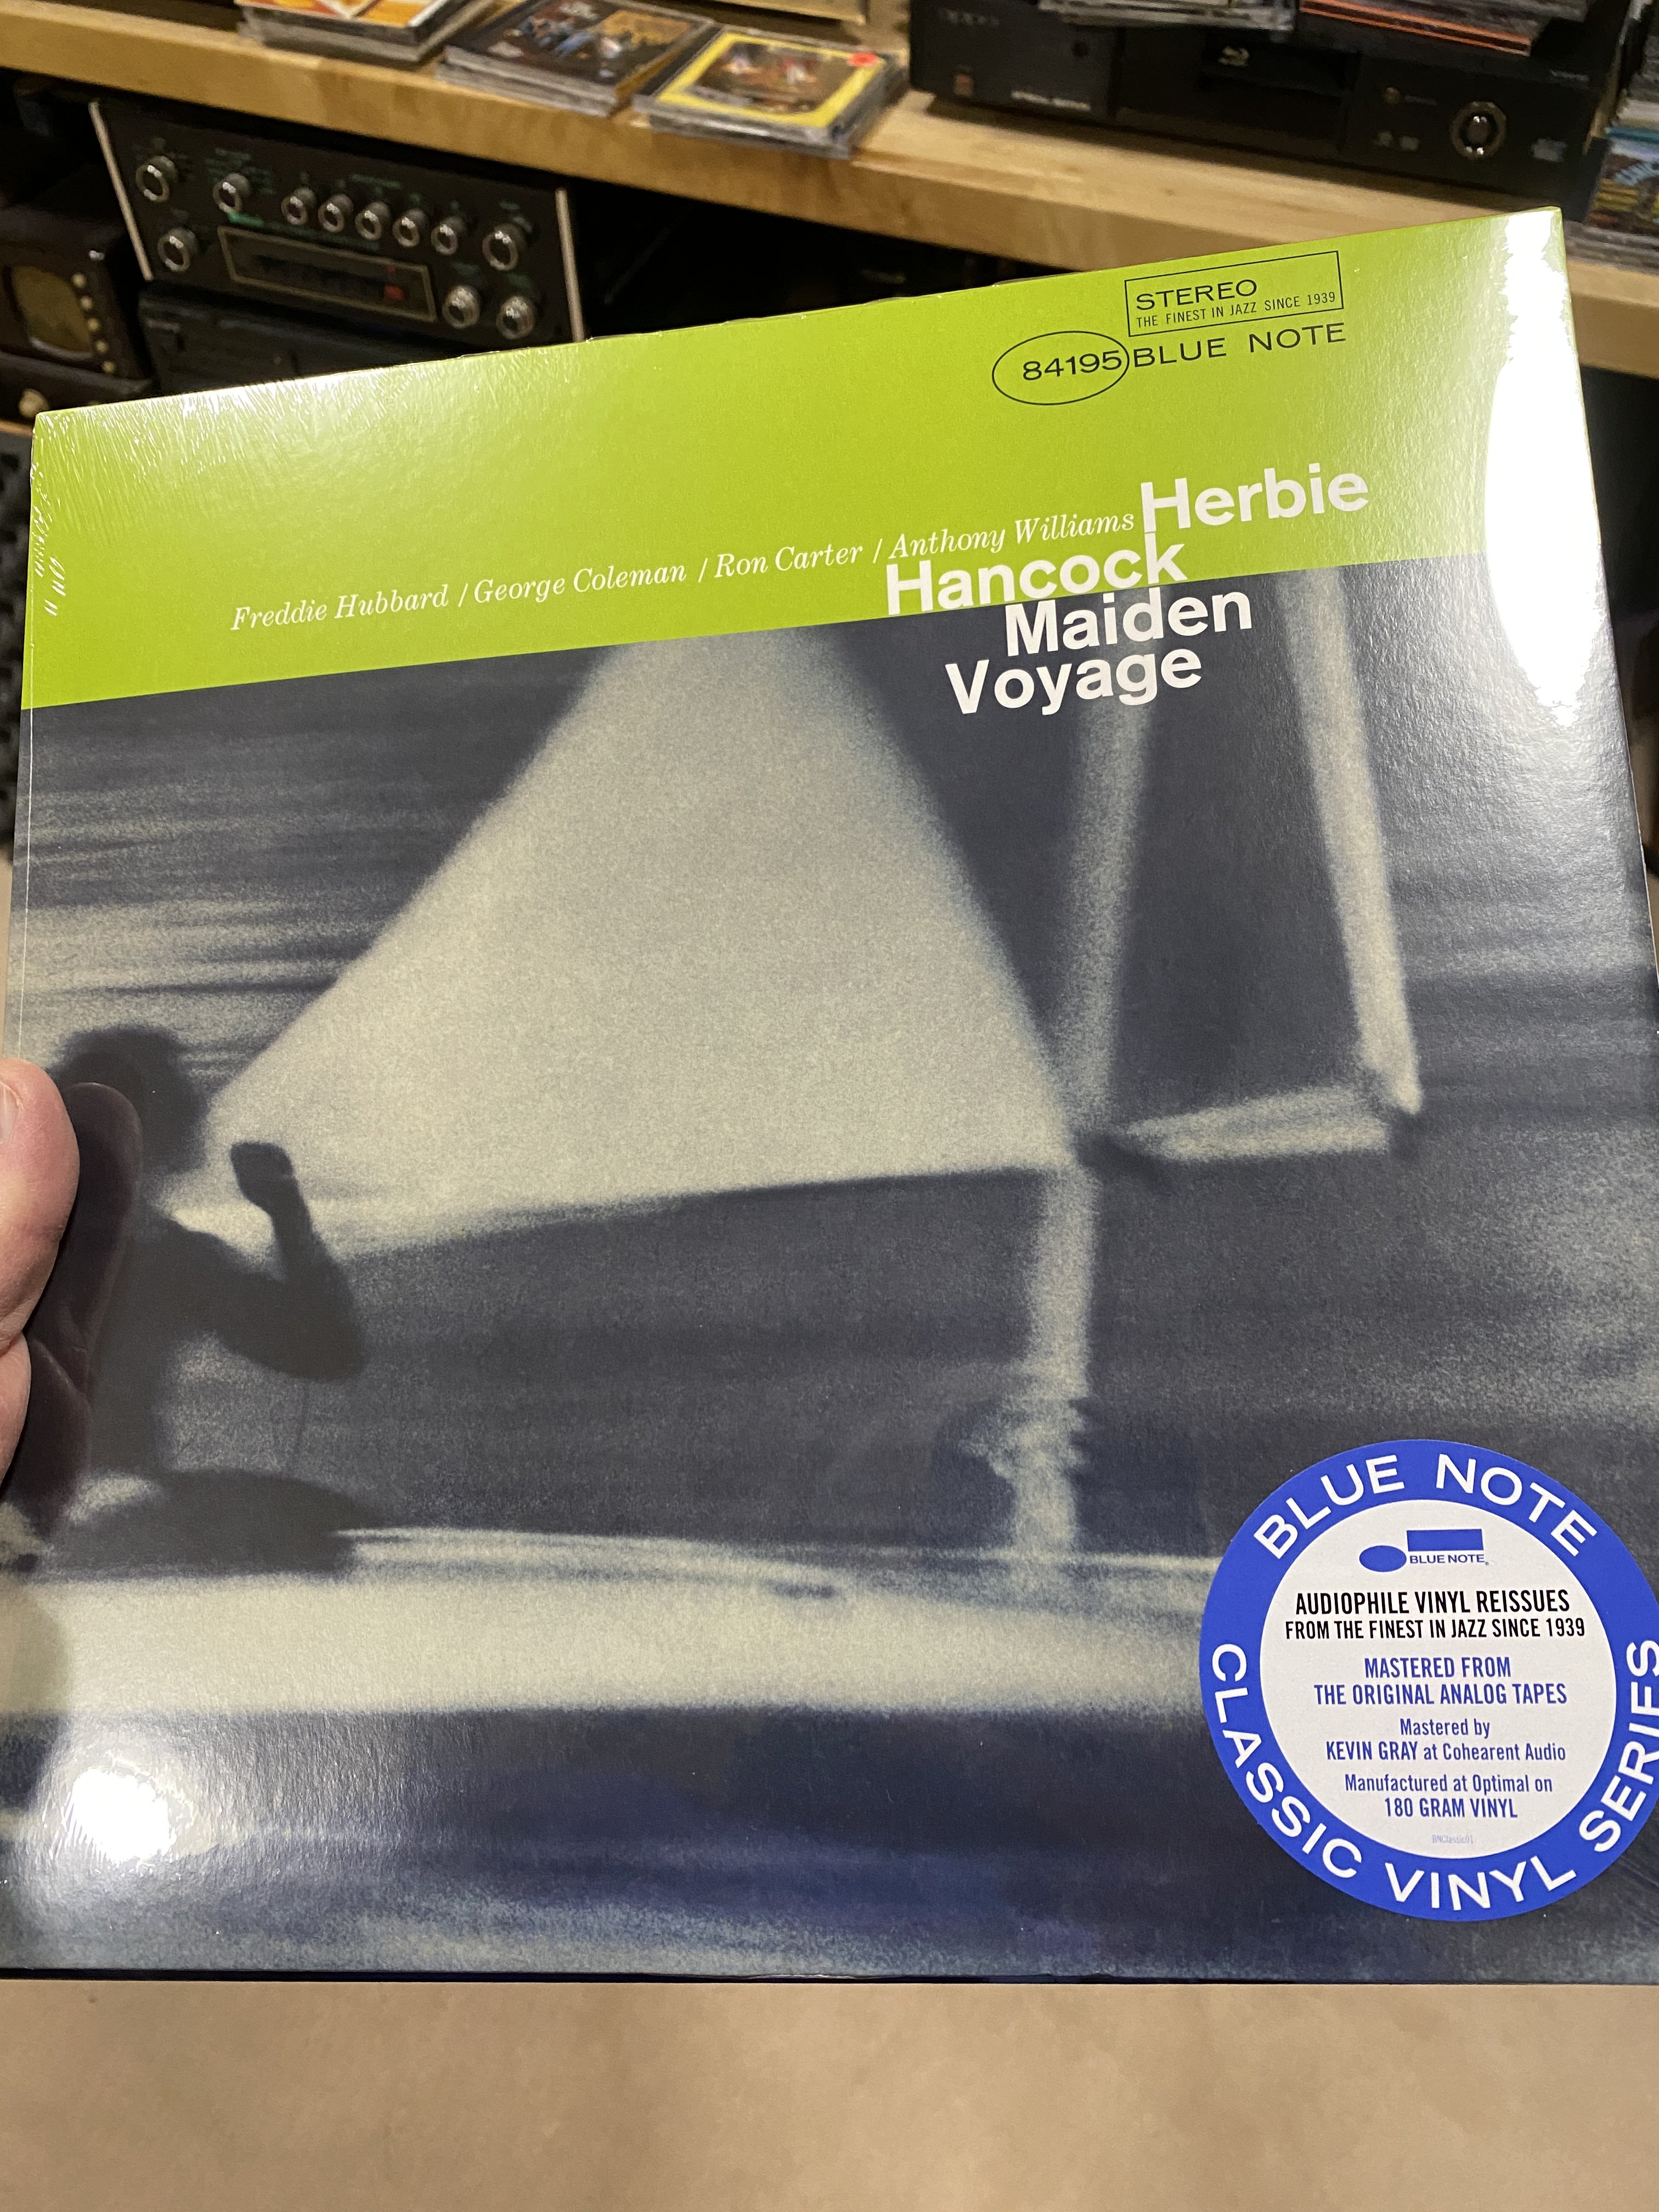 STEREO
THE FINEST IN JAZZ SINCE 1939
84195 BLUE NOTE
Freddie Hubbard / George Coleman / Ron Carter / Anthony Williams Herbie
Hancock
Maiden
Voyage
BLUE NOTE
BLUE NOTE
AUDIOPHILE VINYL REISSUES
FROM THE FINEST IN JAZZ SINCE 1939
MASTERED FROM
THE ORIGINAL ANALOG TAPES
Mastered by
KEVIN GRAY at Cohearent Audio
Manufactured at Optimal on
180 GRAM VINYL
BNClassic01
CLASSIC VINYL SERIES